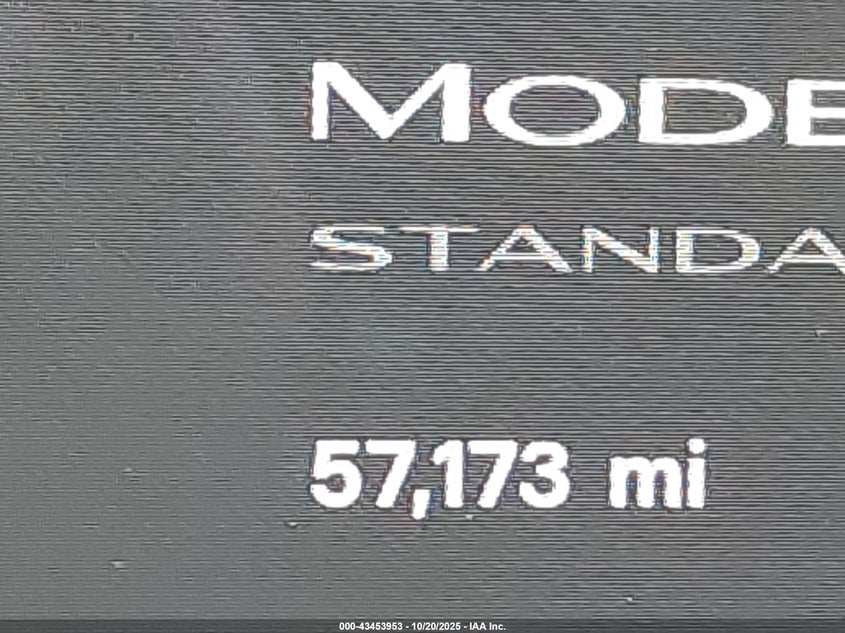 MODE
STANDA
57,173 mi
000-43453953 - 10/20/2025 - IAA Inc.